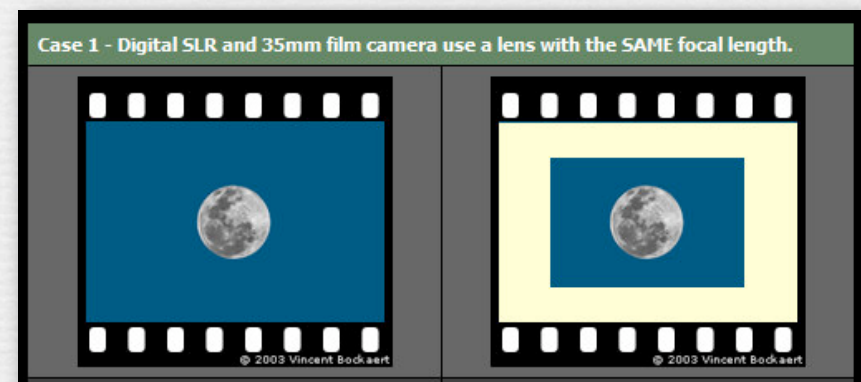 Case 1 - Digital SLR and 35mm film camera use a lens with the SAME focal length.
© 2003 Vincent Bockaert
© 2003 Vincent Bockaert